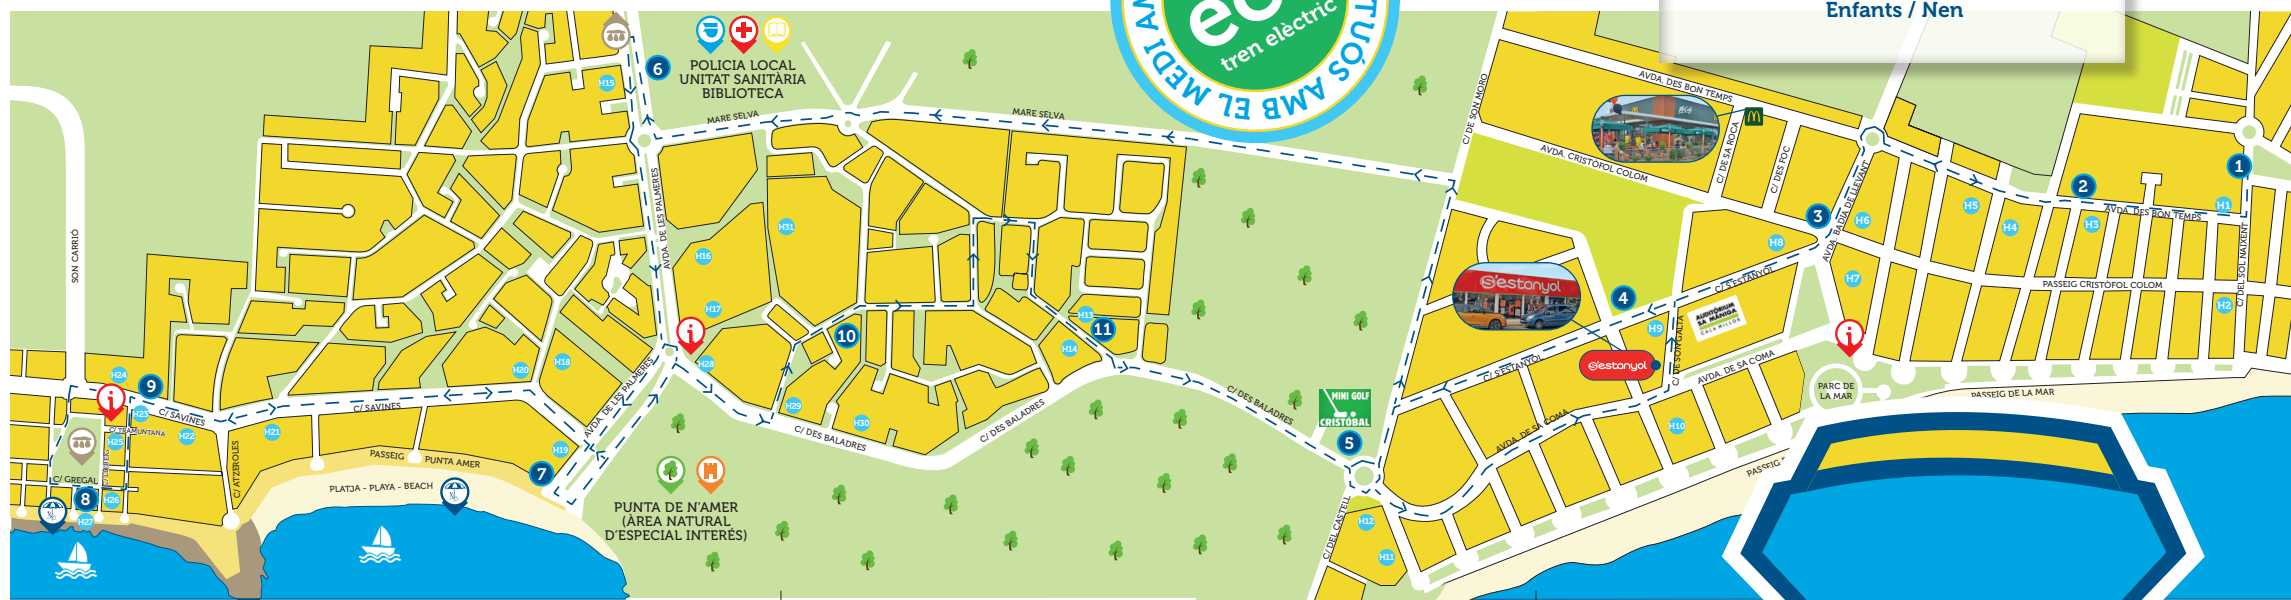 Enfants / Nen
ec
tren elèctric
TUÓS AMB EL MEDI AM
6
POLICIA LOCAL
UNITAT SANITÀRIA
BIBLIOTECA
H15
MARE SELVA
MARE SELVA
C/ DE SON MORO
AVDA. DES BON TEMPS
AVDA. CRISTÒFOL COLOM
C/ DE SA ROCA
C/ DES FOC
AVDA. BADIA DE LLEVANT
1
2
3
H1
AVDA. DES BON TEMPS
H5
H4
H3
H6
H8
H7
C/ DEL SOL NAIXENT
PASSEIG CRISTÒFOL COLOM
H2
SON CARRIÓ
AVDA. DE LES PALMERES
H31
H16
H17
H28
10
H13
11
H14
s'estanyol
4
C/ S'ESTANYOL
H9
C/ DE SON GALTA
AUDITÒRIUM
SA MÀNIGA
CALA MILLOR
s'estanyol
C/ S'ESTANYOL
AVDA. DE SA COMA
i
PARC DE
LA MAR
PASSEIG DE LA MAR
H24
9
i
H23
C/ SAVINES
C/ TRAMUNTANA
H25
H22
H21
C/ SAVINES
H20
H18
H19
AVDA. DE LES PALMERES
i
H29
H30
C/ DES BALADRES
C/ DES BALADRES
C/ DES BALADRES
MINI GOLF
CRISTÓBAL
5
AVDA. DE SA COMA
H10
PASSEIG
C/ GREGAL
8
H26
H27
C/ ATZEROLES
PASSEIG
PUNTA AMER
7
PLATJA - PLAYA - BEACH
PUNTA DE N'AMER
(ÀREA NATURAL
D'ESPECIAL INTERÉS)
C/ DEL CASTELL
H12
H11